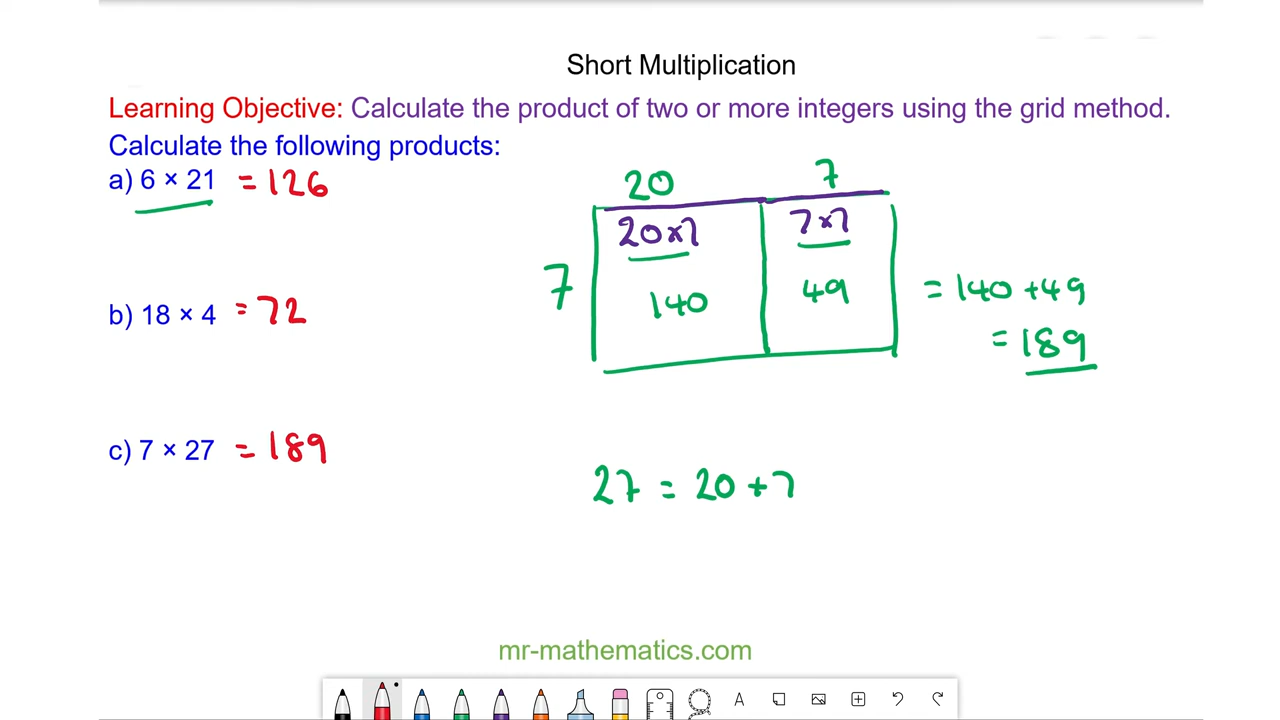 Short Multiplication
Learning Objective: Calculate the product of two or more integers using the grid method.
Calculate the following products:
a) 6 × 21 = 126
b) 18 × 4 = 72
c) 7 × 27 = 189
20 7
20×7 7×7
7 140 49 = 140 + 49
= 189
27 = 20 + 7
mr-mathematics.com
A